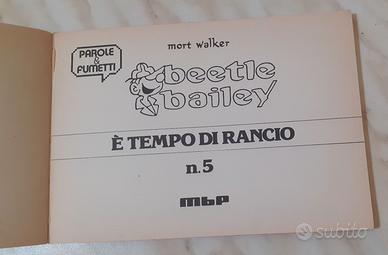 mort walker
PAROLE
&
FUMETTI
beetle
bailey
È TEMPO DI RANCIO
n.5
mbp
subito